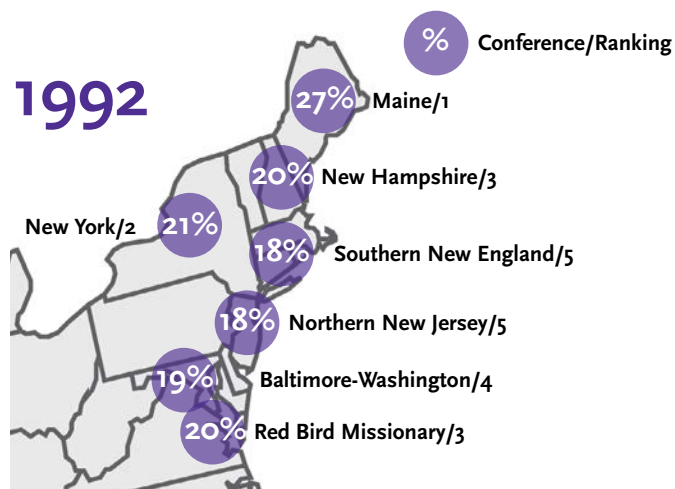 % Conference/Ranking
1992
27% Maine/1
20% New Hampshire/3
New York/2 21%
18% Southern New England/5
18% Northern New Jersey/5
19% Baltimore-Washington/4
20% Red Bird Missionary/3